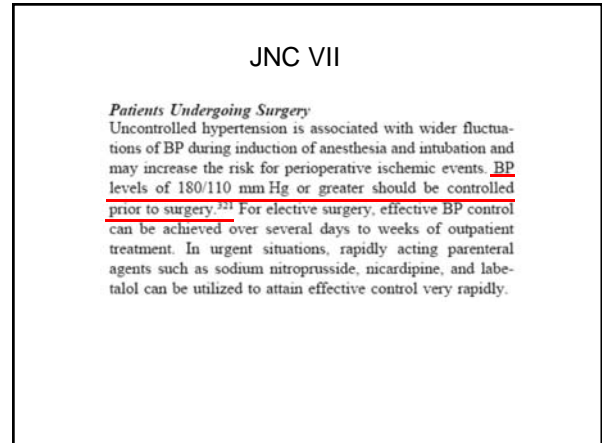 JNC VII
Patients Undergoing Surgery
Uncontrolled hypertension is associated with wider fluctua-
tions of BP during induction of anesthesia and intubation and
may increase the risk for perioperative ischemic events. BP
levels of 180/110 mm Hg or greater should be controlled
prior to surgery.321 For elective surgery, effective BP control
can be achieved over several days to weeks of outpatient
treatment. In urgent situations, rapidly acting parenteral
agents such as sodium nitroprusside, nicardipine, and labe-
talol can be utilized to attain effective control very rapidly.